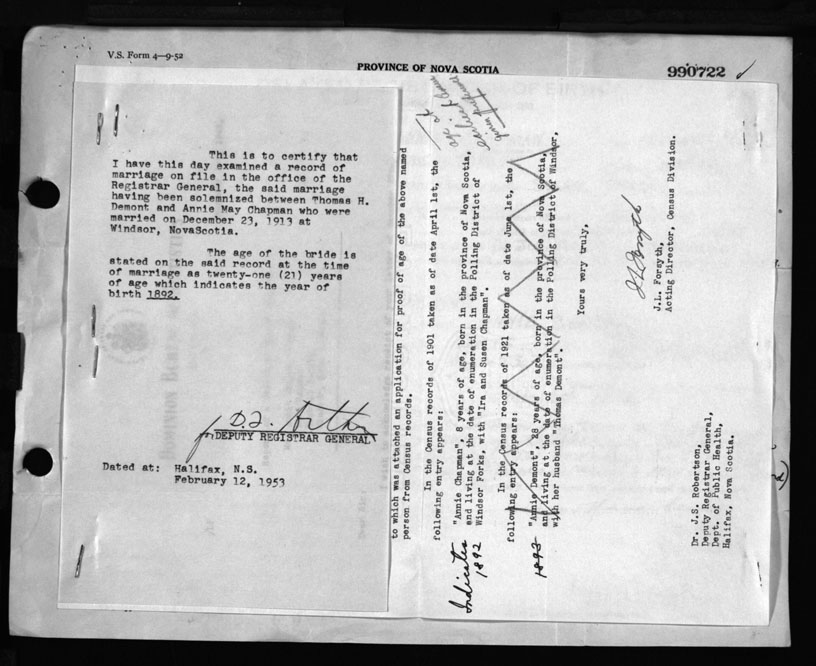 V.S. Form 4—9-52
PROVINCE OF NOVA SCOTIA
990722
This is to certify that
I have this day examined a record of
marriage on file in the office of the
Registrar General, the said marriage
having been solemnized between Thomas H.
Demont and Annie May Chapman who were
married on December 23, 1913 at
Windsor, NovaScotia.
The age of the bride is
stated on the said record at the time
of marriage as twenty-one (21) years
of age which indicates the year of
birth 1892.
for
DEPUTY REGISTRAR GENERAL
Dated at: Halifax, N.S.
February 12, 1953
to which was attached an application for proof of age of the above named
person from Census records.
In the Census records of 1901 taken as of date April 1st, the
following entry appears:
"Annie Chapman", 8 years of age, born in the province of Nova Scotia,
and living at the date of enumeration in the Polling District of
Windsor Forks, with "Ira and Susen Chapman".
Indicates
1892
In the Census records of 1921 taken as of date June 1st, the
following entry appears:
"Annie Demont", 28 years of age, born in the province of Nova Scotia,
and living at the date of enumeration in the Polling District of Windsor,
with her husband "Thomas Demont".
1893
Yours very truly,
J.L. Forsyth
J.L. Forsyth,
Acting Director, Census Division.
Dr. J.S. Robertson,
Deputy Registrar General,
Dept. of Public Health,
Halifax, Nova Scotia.